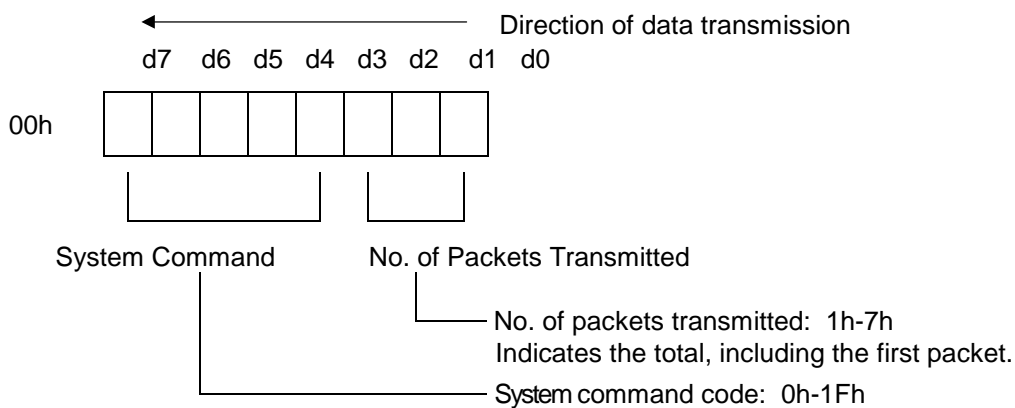 Direction of data transmission
d7 d6 d5 d4 d3 d2 d1 d0
00h
System Command No. of Packets Transmitted
No. of packets transmitted: 1h-7h
Indicates the total, including the first packet.
System command code: 0h-1Fh